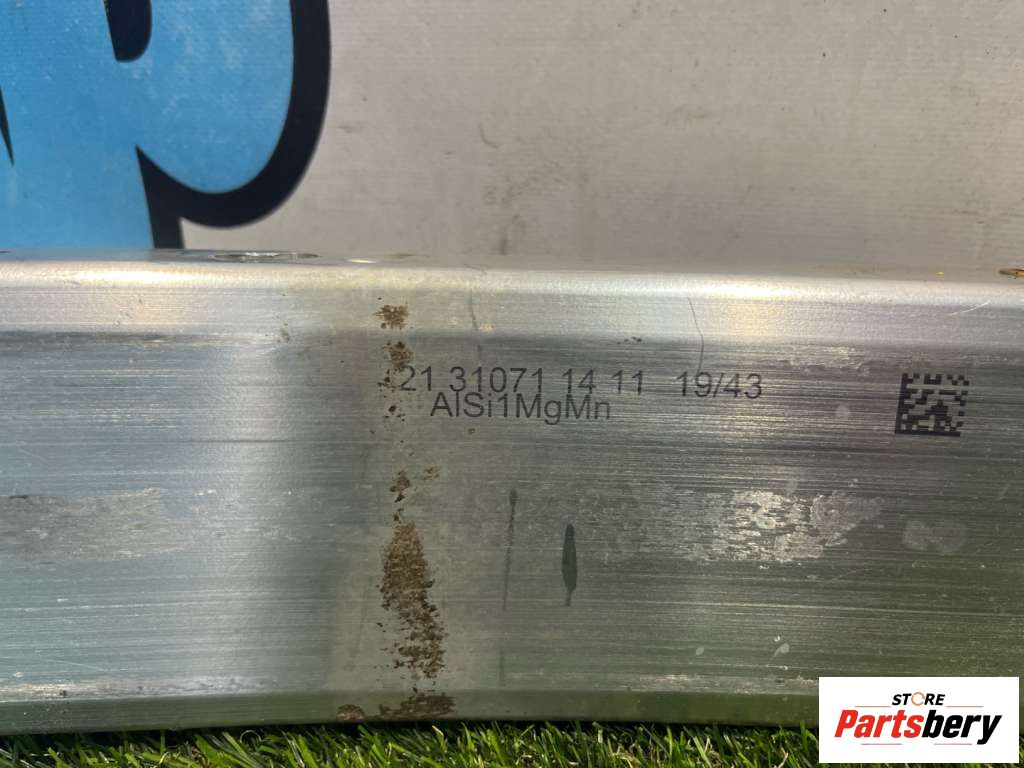 21 31071 14 11 19/43
AlSi1MgMn
STORE
Partsbery